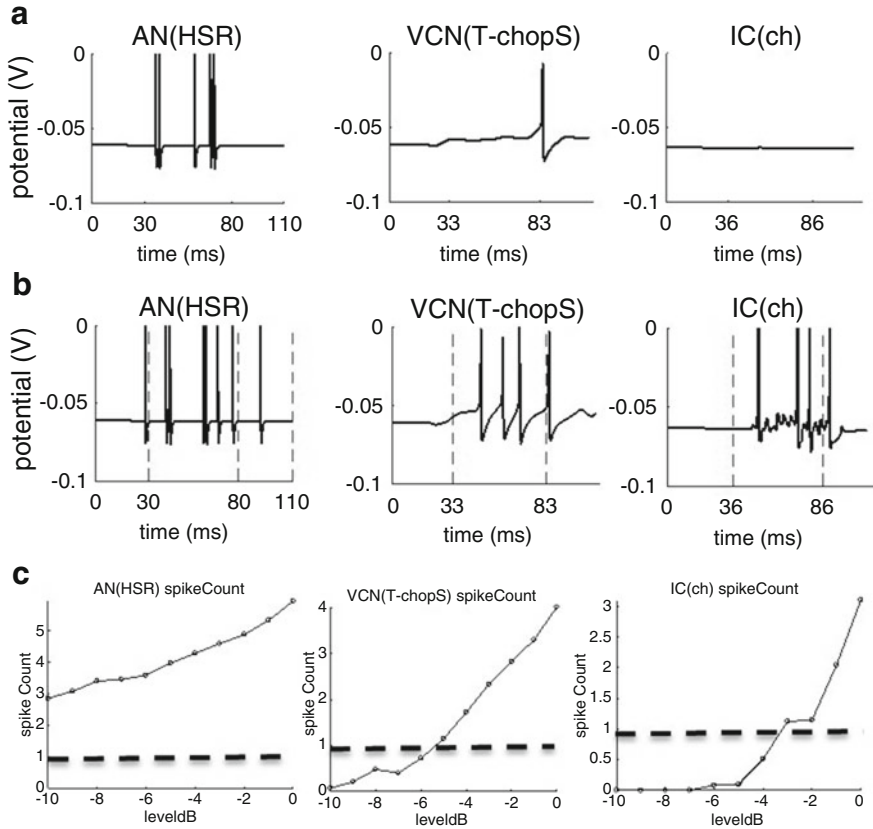 a
AN(HSR) VCN(T-chopS) IC(ch)
potential (V)
0 0 0
-0.05 -0.05 -0.05
-0.1 -0.1 -0.1
0 30 80 110 0 33 83 0 36 86
time (ms) time (ms) time (ms)
b
AN(HSR) VCN(T-chopS) IC(ch)
potential (V)
0 0 0
-0.05 -0.05 -0.05
-0.1 -0.1 -0.1
0 30 80 110 0 33 83 0 36 86
time (ms) time (ms) time (ms)
c
AN(HSR) spikeCount VCN(T-chopS) spikeCount IC(ch) spikeCount
spike Count spike Count spike Count
5 4 3
4 3 2.5
3 2 2
2 1 1.5
1 0 1
0 0.5
0
-10 -8 -6 -4 -2 0 -10 -8 -6 -4 -2 0 -10 -8 -6 -4 -2 0
leveldB leveldB leveldB